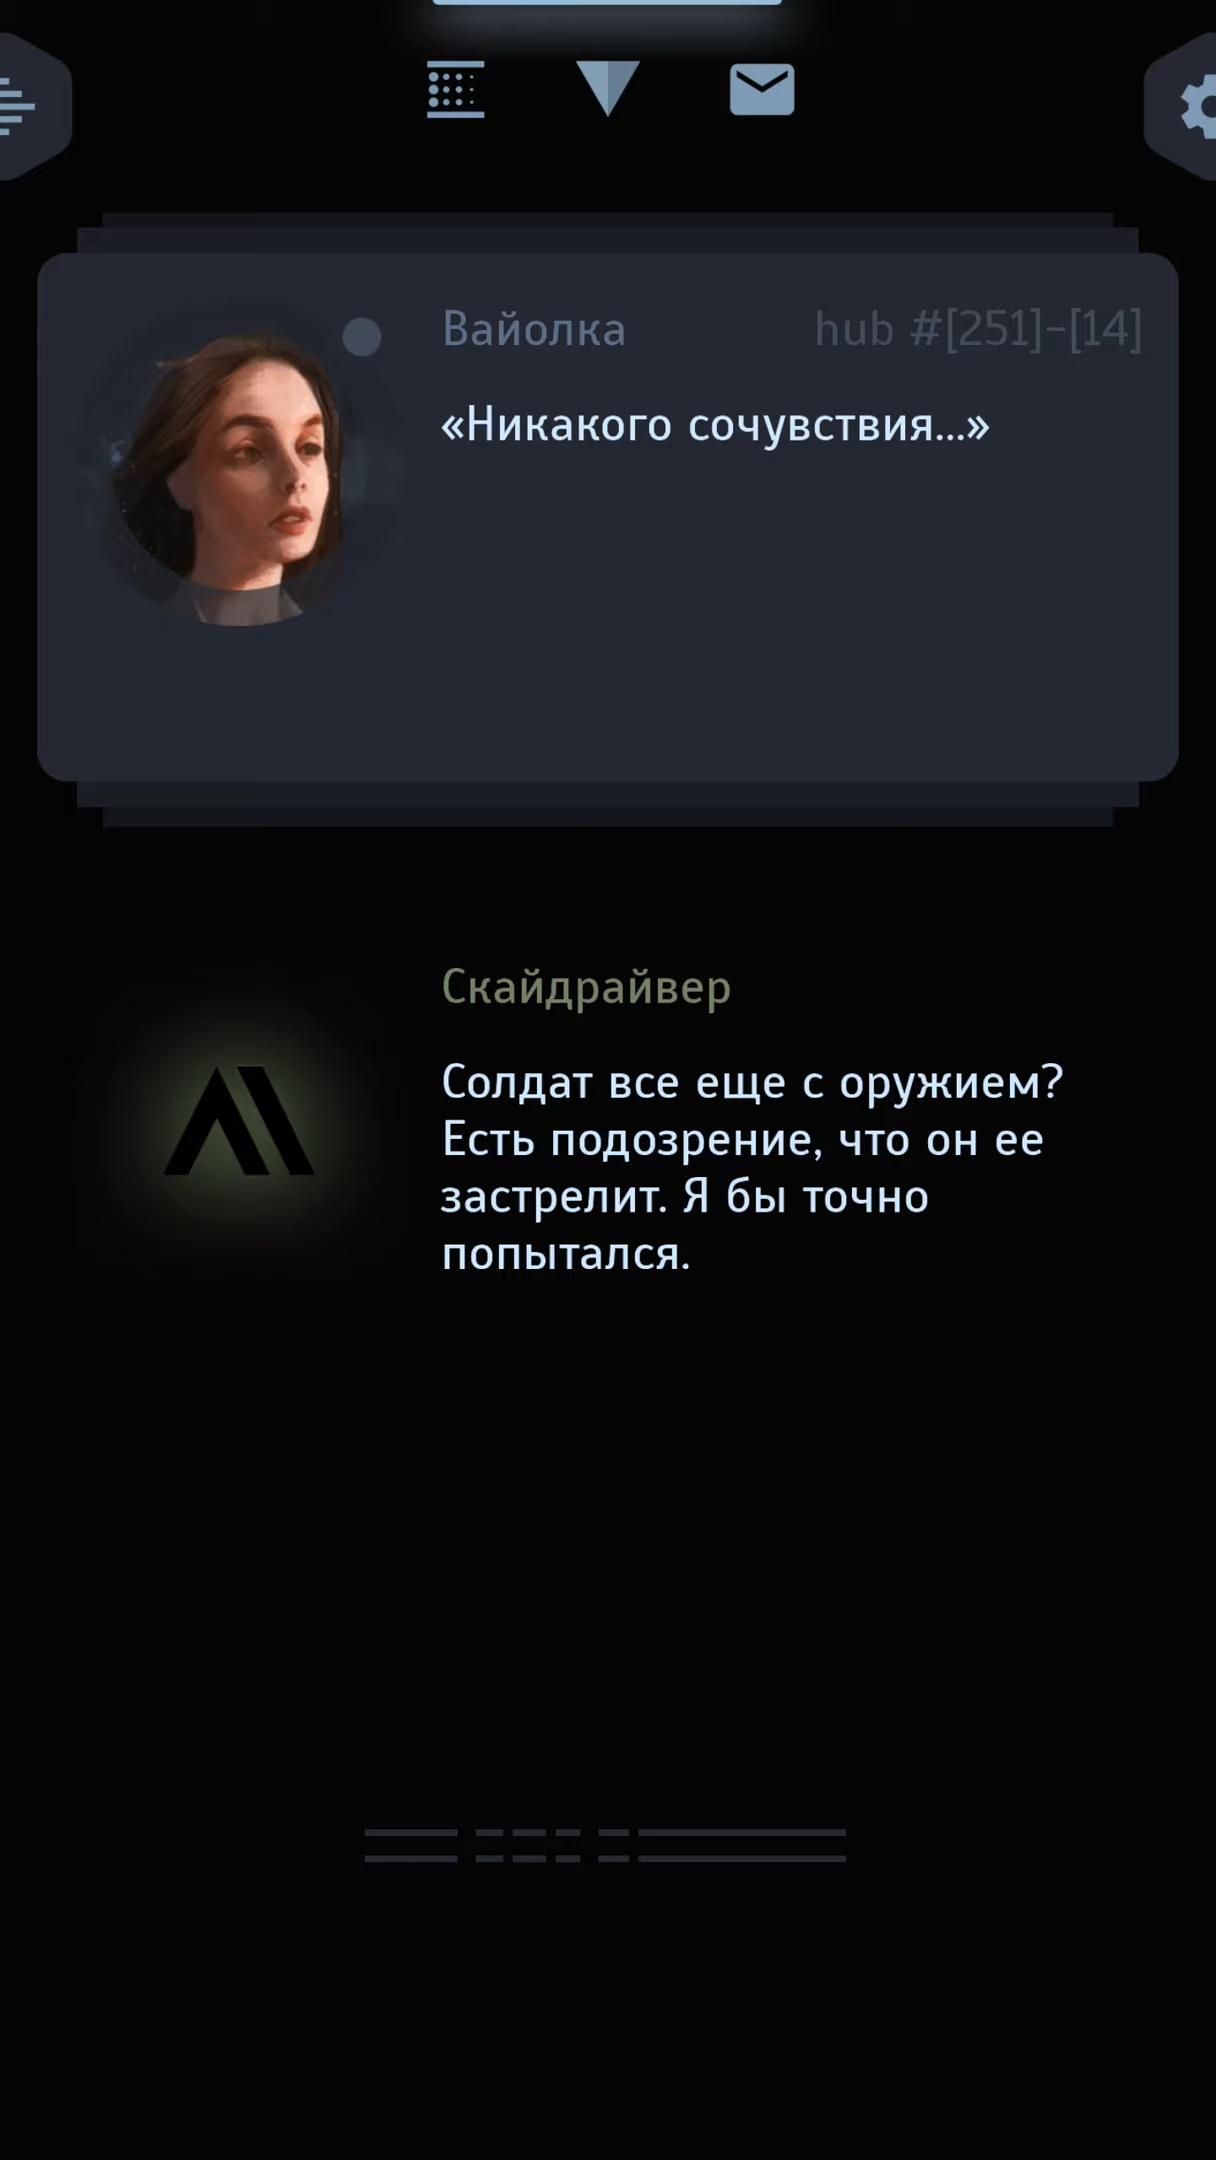 Вайолка hub #[251]-[14]
«Никакого сочувствия...»
Скайдрайвер
Солдат все еще с оружием?
Есть подозрение, что он ее
застрелит. Я бы точно
попытался.